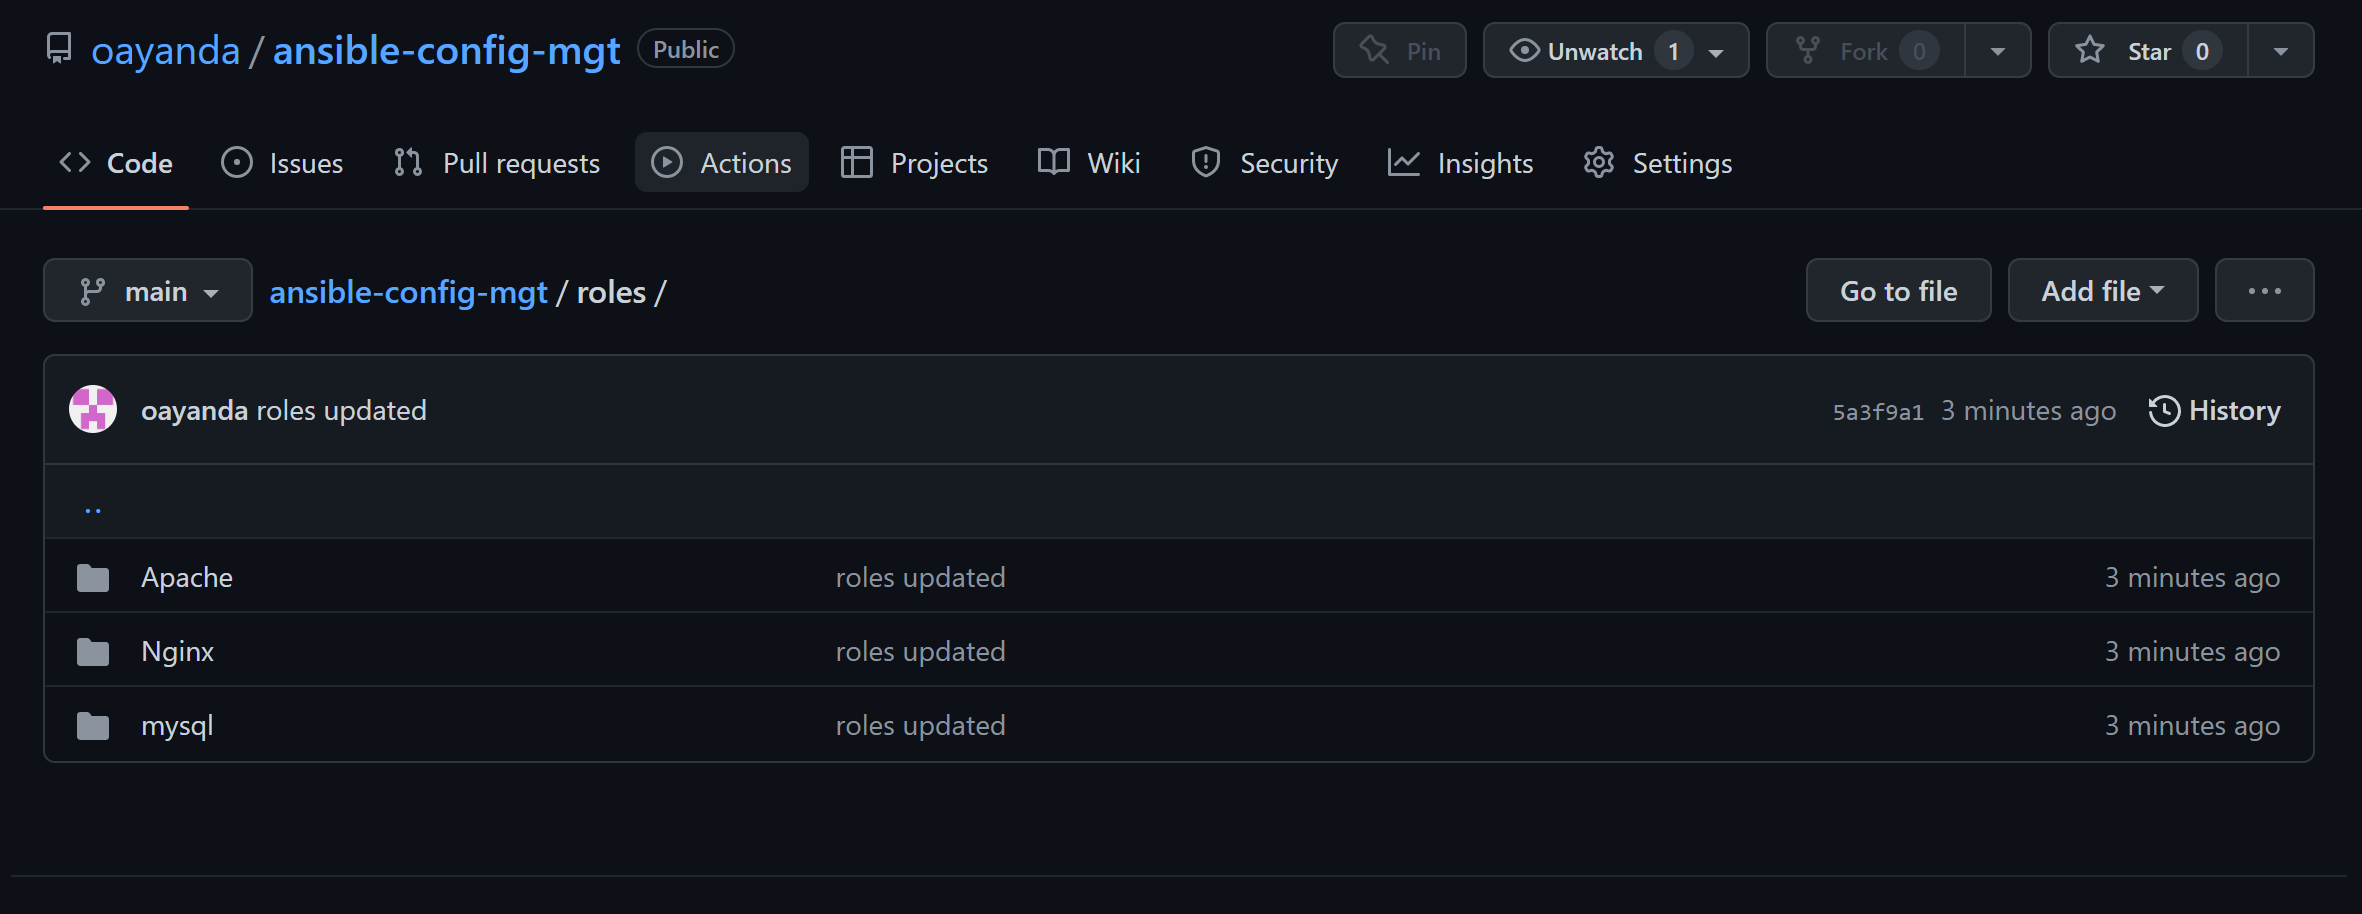 oayanda / ansible-config-mgt Public Pin Unwatch 1 Fork 0 Star 0
Code Issues Pull requests Actions Projects Wiki Security Insights Settings
main ansible-config-mgt / roles / Go to file Add file ...
oayanda roles updated 5a3f9a1 3 minutes ago History
..
Apache roles updated 3 minutes ago
Nginx roles updated 3 minutes ago
mysql roles updated 3 minutes ago